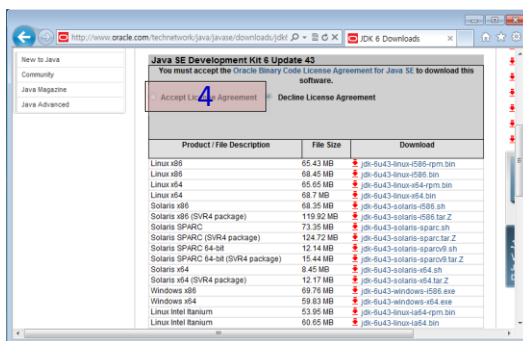 http://www.oracle.com/technetwork/java/javase/downloads/jdk6
JDK 6 Downloads
New to Java
Community
Java Magazine
Java Advanced
Java SE Development Kit 6 Update 43
You must accept the Oracle Binary Code License Agreement for Java SE to download this
software.
Accept License Agreement Decline License Agreement
4
Product / File Description File Size Download
Linux x86 65.43 MB jdk-6u43-linux-i586-rpm.bin
Linux x86 68.45 MB jdk-6u43-linux-i586.bin
Linux x64 65.65 MB jdk-6u43-linux-x64-rpm.bin
Linux x64 68.7 MB jdk-6u43-linux-x64.bin
Solaris x86 68.35 MB jdk-6u43-solaris-i586.sh
Solaris x86 (SVR4 package) 119.92 MB jdk-6u43-solaris-i586.tar.Z
Solaris SPARC 73.35 MB jdk-6u43-solaris-sparc.sh
Solaris SPARC (SVR4 package) 124.72 MB jdk-6u43-solaris-sparc.tar.Z
Solaris SPARC 64-bit 12.14 MB jdk-6u43-solaris-sparcv9.sh
Solaris SPARC 64-bit (SVR4 package) 15.44 MB jdk-6u43-solaris-sparcv9.tar.Z
Solaris x64 8.45 MB jdk-6u43-solaris-x64.sh
Solaris x64 (SVR4 package) 12.17 MB jdk-6u43-solaris-x64.tar.Z
Windows x86 69.76 MB jdk-6u43-windows-i586.exe
Windows x64 59.83 MB jdk-6u43-windows-x64.exe
Linux Intel Itanium 53.95 MB jdk-6u43-linux-ia64-rpm.bin
Linux Intel Itanium 60.65 MB jdk-6u43-linux-ia64.bin